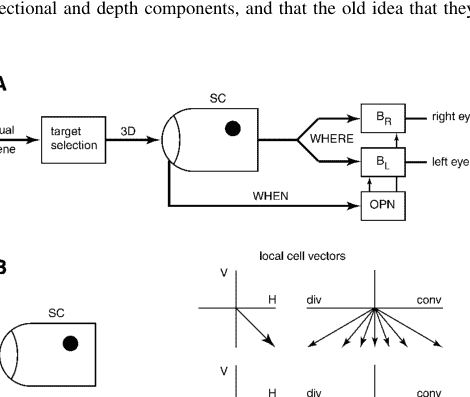 ectional and depth components, and that the old idea that they
A
SC
ual
ene
target
selection
3D
WHERE
B_R
right ey
B_L
left eye
WHEN
OPN
B
local cell vectors
SC
V
H
div
conv
V
H
div
conv